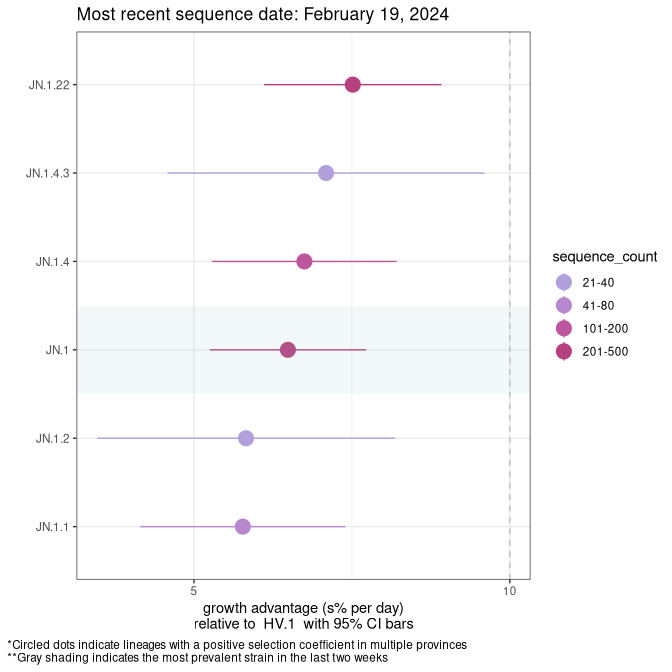 Most recent sequence date: February 19, 2024
JN.1.22
JN.1.4.3
JN.1.4
JN.1
JN.1.2
JN.1.1
sequence_count
21-40
41-80
101-200
201-500
5
10
growth advantage (s% per day)
relative to  HV.1  with 95% CI bars
*Circled dots indicate lineages with a positive selection coefficient in multiple provinces
**Gray shading indicates the most prevalent strain in the last two weeks